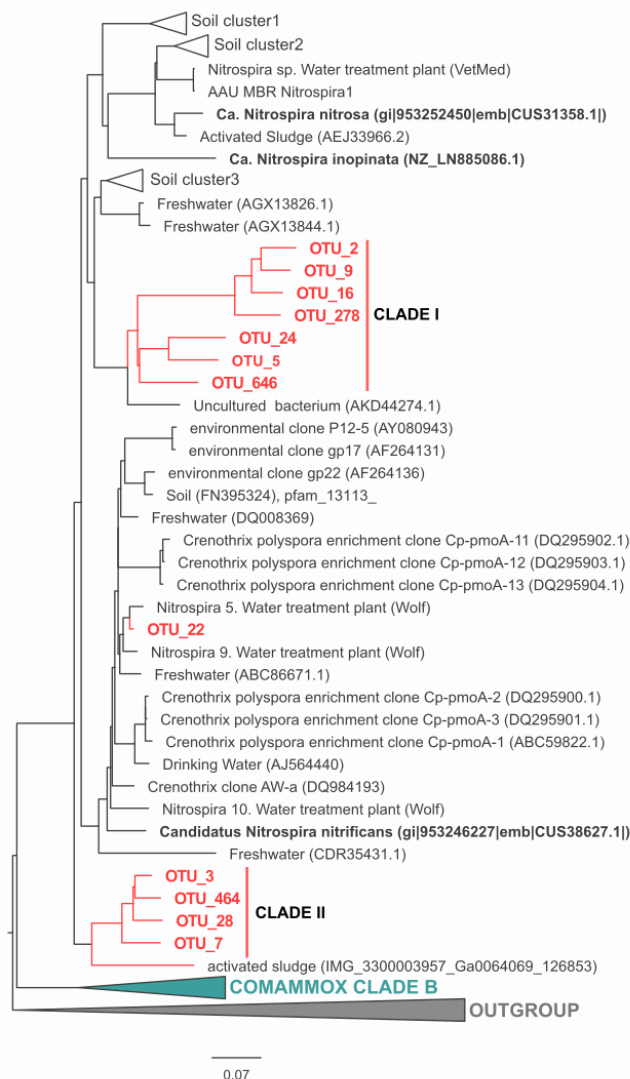 Soil cluster1
Soil cluster2
Nitrospira sp. Water treatment plant (VetMed)
AAU MBR Nitrospira1
Ca. Nitrospira nitrosa (gi|953252450|emb|CUS31358.1|)
Activated Sludge (AEJ33966.2)
Ca. Nitrospira inopinata (NZ_LN885086.1)
Soil cluster3
Freshwater (AGX13826.1)
Freshwater (AGX13844.1)
OTU_2
OTU_9
OTU_16
OTU_278
CLADE I
OTU_24
OTU_5
OTU_646
Uncultured bacterium (AKD44274.1)
environmental clone P12-5 (AY080943)
environmental clone gp17 (AF264131)
environmental clone gp22 (AF264136)
Soil (FN395324), pfam_13113_
Freshwater (DQ008369)
Crenothrix polyspora enrichment clone Cp-pmoA-11 (DQ295902.1)
Crenothrix polyspora enrichment clone Cp-pmoA-12 (DQ295903.1)
Crenothrix polyspora enrichment clone Cp-pmoA-13 (DQ295904.1)
Nitrospira 5. Water treatment plant (Wolf)
OTU_22
Nitrospira 9. Water treatment plant (Wolf)
Freshwater (ABC86671.1)
Crenothrix polyspora enrichment clone Cp-pmoA-2 (DQ295900.1)
Crenothrix polyspora enrichment clone Cp-pmoA-3 (DQ295901.1)
Crenothrix polyspora enrichment clone Cp-pmoA-1 (ABC59822.1)
Drinking Water (AJ564440)
Crenothrix clone AW-a (DQ984193)
Nitrospira 10. Water treatment plant (Wolf)
Candidatus Nitrospira nitrificans (gi|953246227|emb|CUS38627.1|)
Freshwater (CDR35431.1)
OTU_3
OTU_464
CLADE II
OTU_28
OTU_7
activated sludge (IMG_3300003957_Ga0064069_126853)
COMAMMOX CLADE B
OUTGROUP
0.07